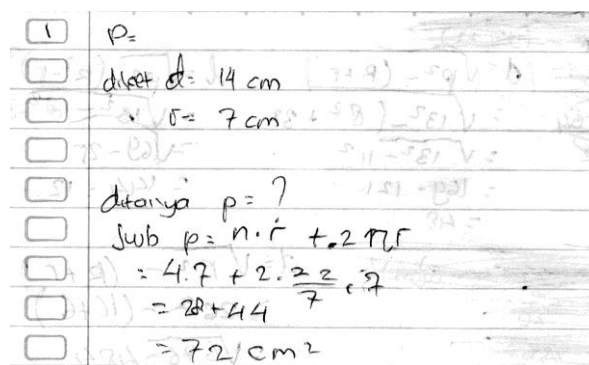 1 P=
diket d = 14 cm
r = 7 cm
ditanya p = ?
Jwb p = n.r + .2πr
= 4.7 + 2.22/7.7
= 28+44
= 72 cm²